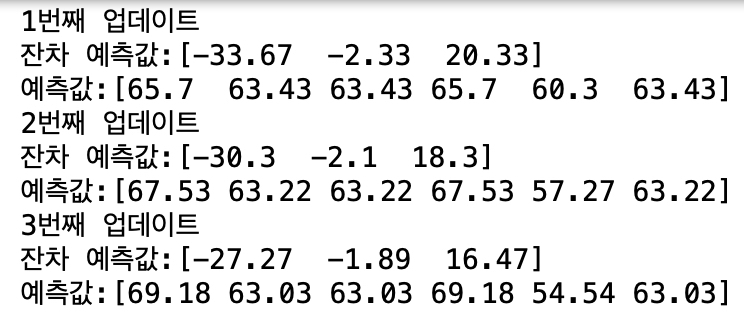 1번째 업데이트
잔차 예측값:[-33.67  -2.33  20.33]
예측값:[65.7  63.43 63.43 65.7  60.3  63.43]
2번째 업데이트
잔차 예측값:[-30.3  -2.1  18.3]
예측값:[67.53 63.22 63.22 67.53 57.27 63.22]
3번째 업데이트
잔차 예측값:[-27.27  -1.89  16.47]
예측값:[69.18 63.03 63.03 69.18 54.54 63.03]